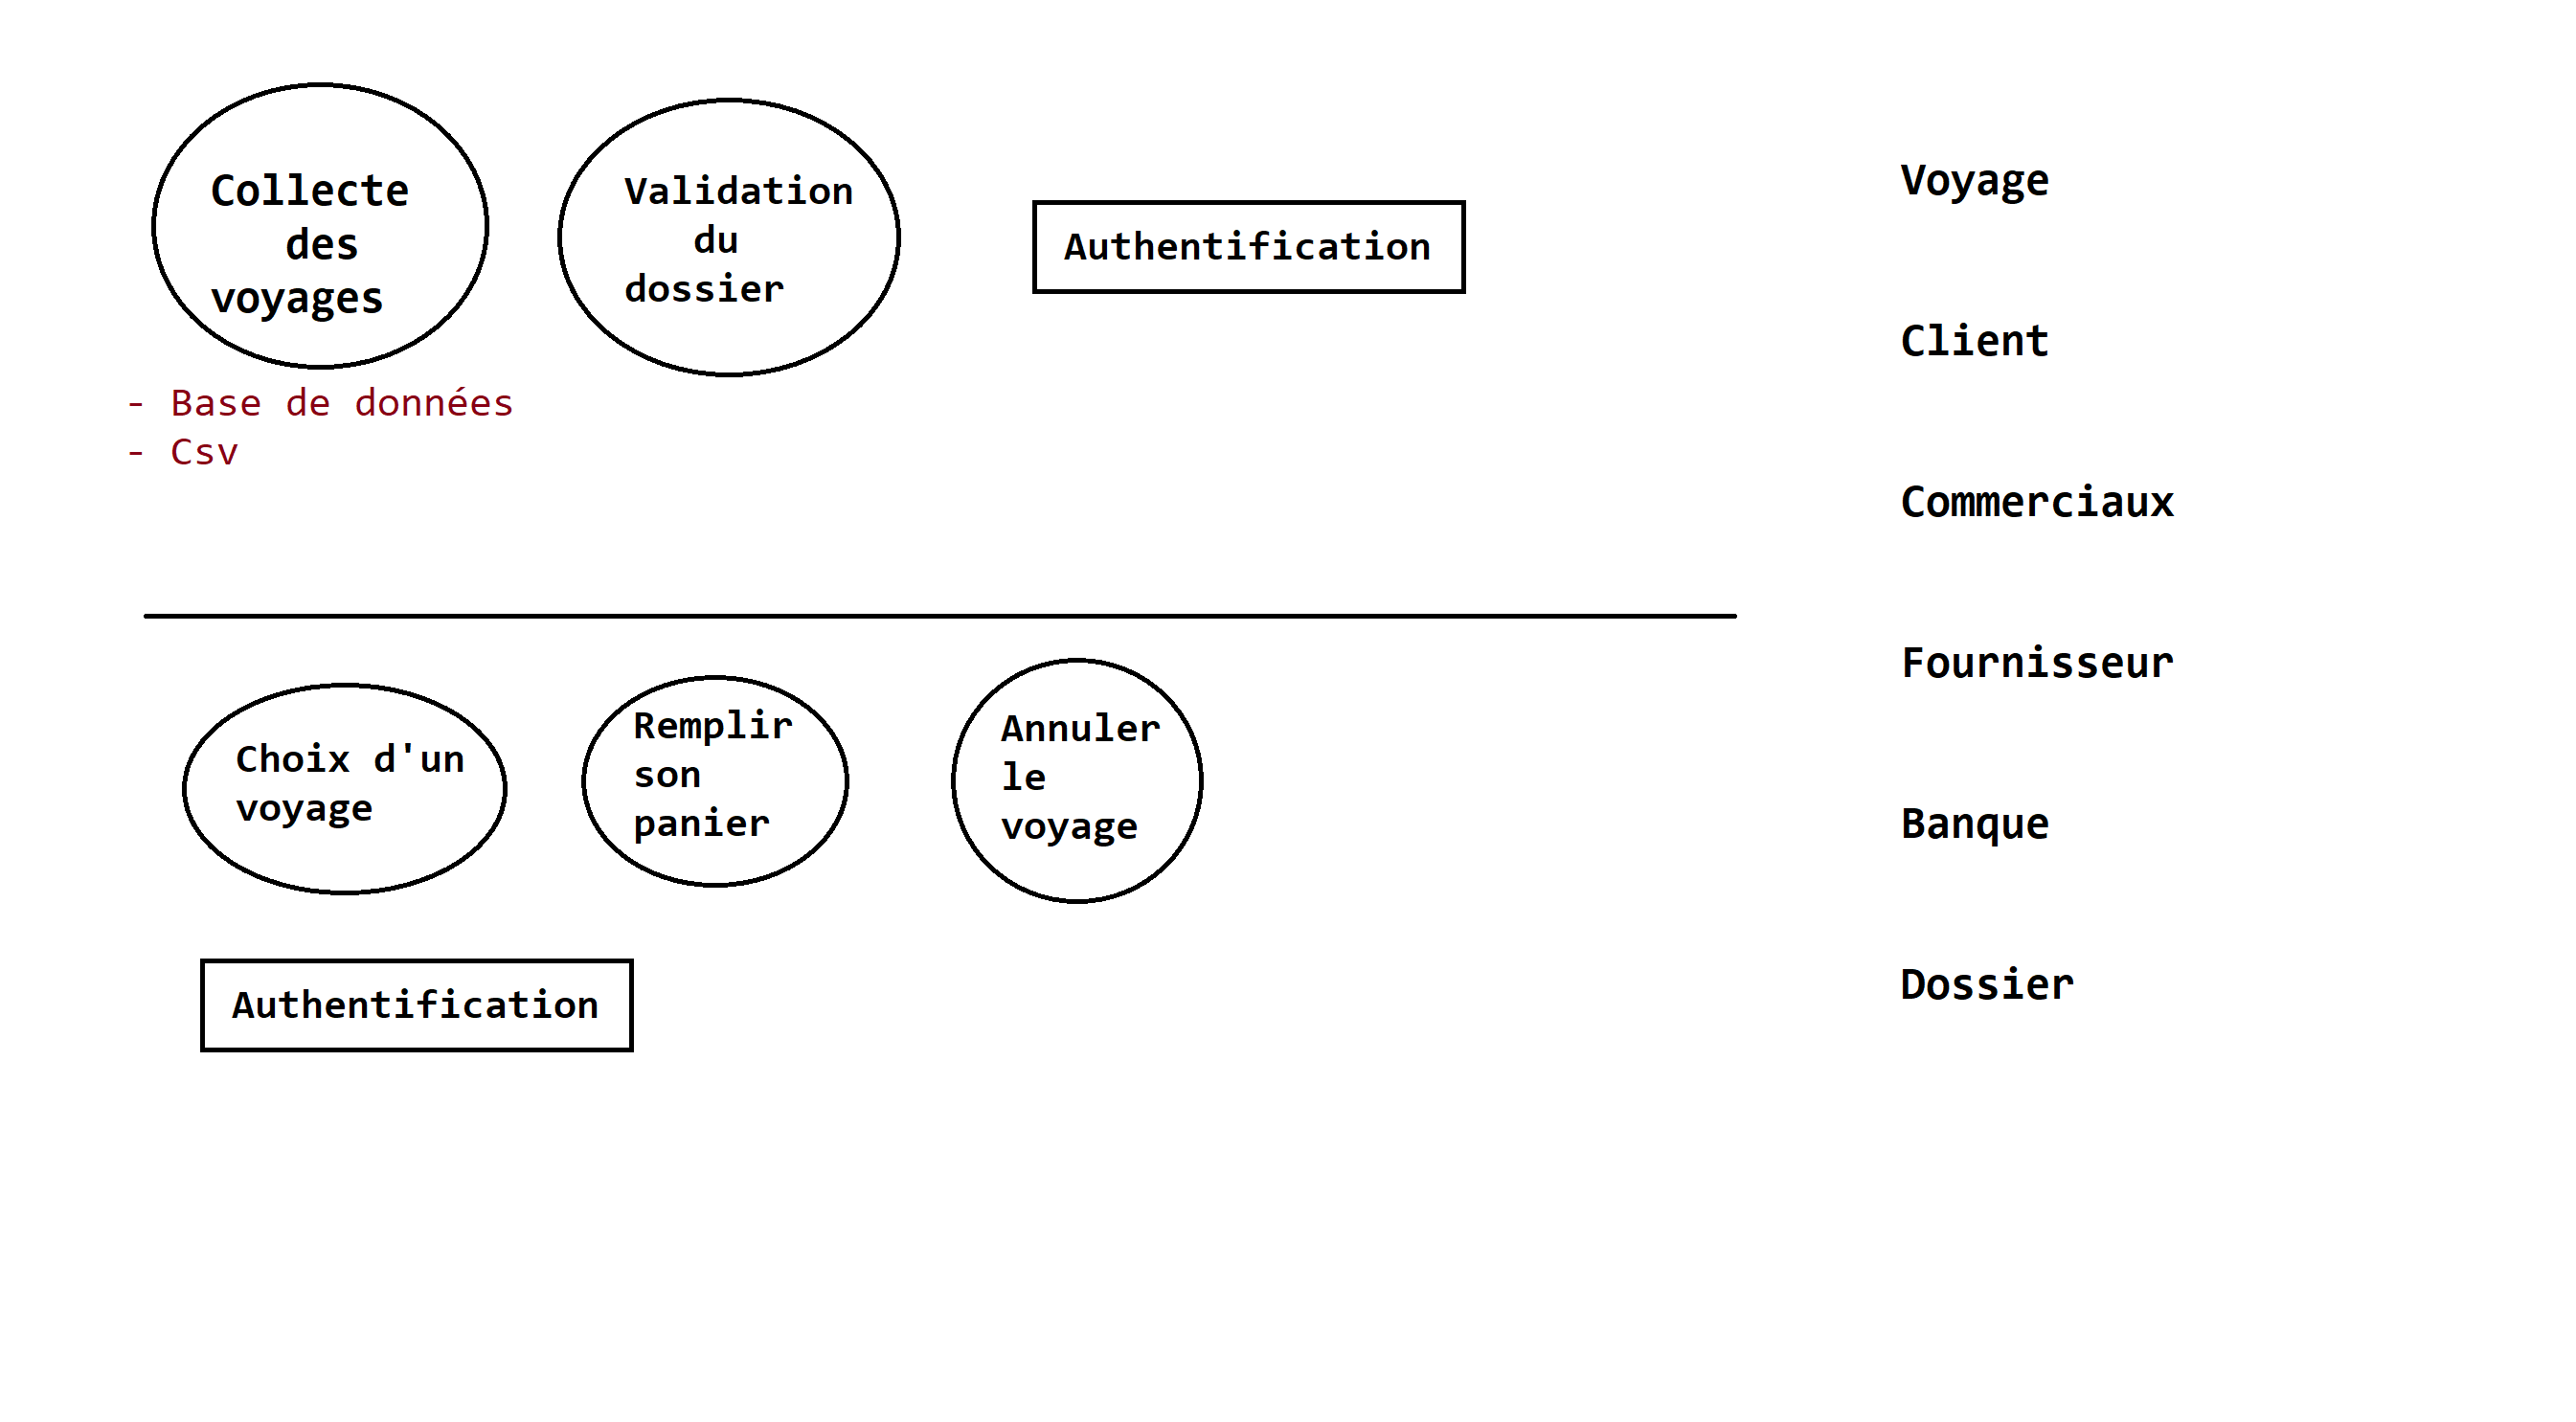 Collecte
des
voyages
Validation
du
dossier
Authentification
- Base de données
- Csv
Choix d'un
voyage
Remplir
son
panier
Annuler
le
voyage
Authentification
Voyage
Client
Commerciaux
Fournisseur
Banque
Dossier